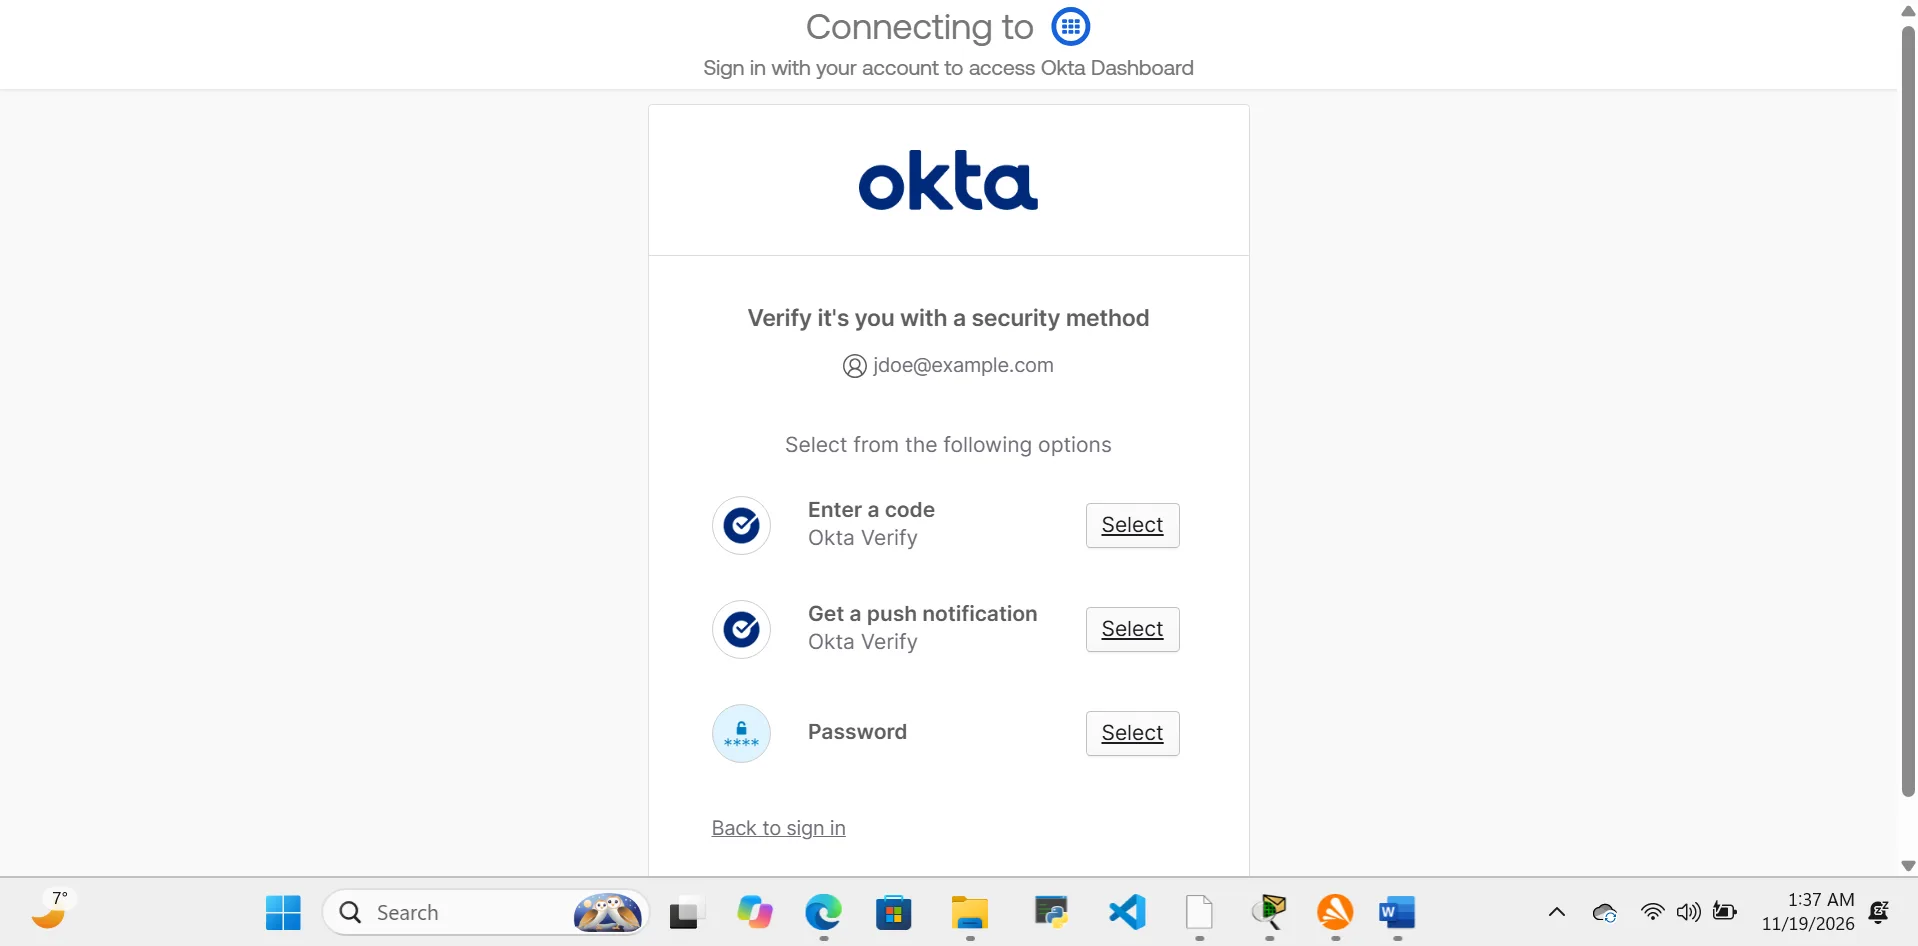 Connecting to
Sign in with your account to access Okta Dashboard
okta
Verify it's you with a security method
jdoe@example.com
Select from the following options
Enter a code
Okta Verify
Select
Get a push notification
Okta Verify
Select
****
Password
Select
Back to sign in
7°
Search
W
1:37 AM
11/19/2026